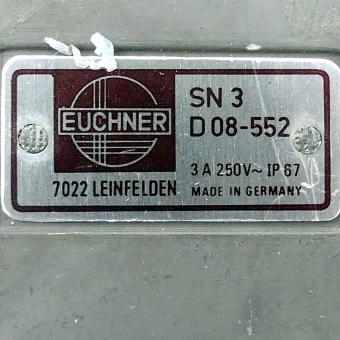 EUCHNER
7022 LEINFELDEN
SN 3
D 08-552
3 A 250V~ IP 67
MADE IN GERMANY